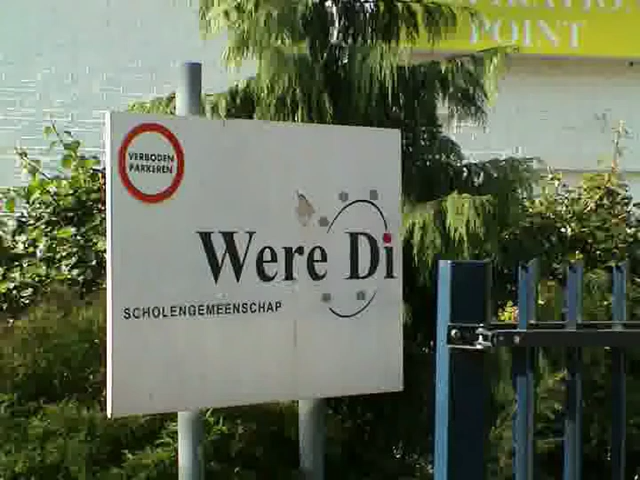 POINT
VERBODEN
PARKEREN
Were Di
SCHOLENGEMEENSCHAP